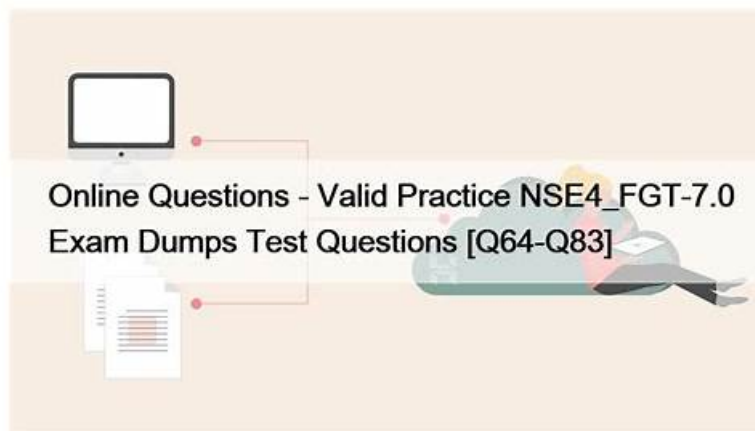 Online Questions - Valid Practice NSE4_FGT-7.0
Exam Dumps Test Questions [Q64-Q83]